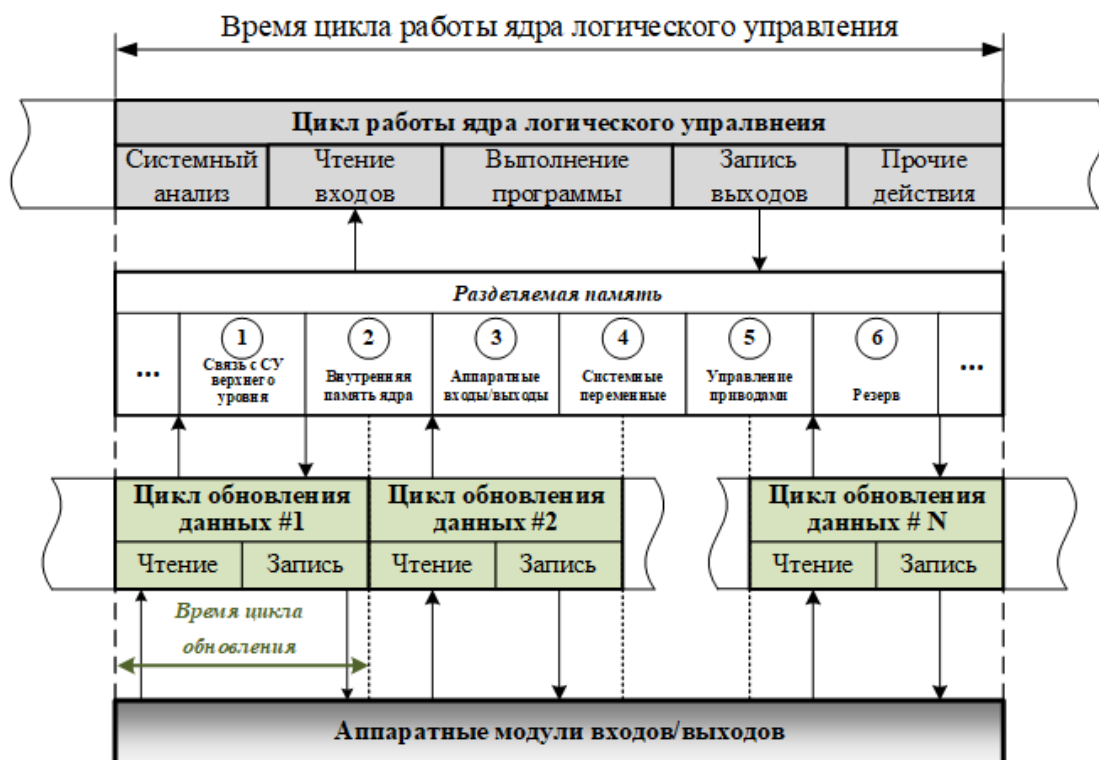 Время цикла работы ядра логического управления
Цикл работы ядра логического упралвнеия
Системный анализ
Чтение входов
Выполнение программы
Запись выходов
Прочие действия
Разделяемая память
...
1
Связь с СУ
верхнего
уровня
2
Внутренняя
память ядра
3
Аппаратные
входы/выходы
4
Системные
переменные
5
Управление
приводами
6
Резерв
...
Цикл обновления
данных #1
Чтение
Запись
Цикл обновления
данных #2
Чтение
Запись
Цикл обновления
данных # N
Чтение
Запись
Время цикла
обновления
Аппаратные модули входов/выходов